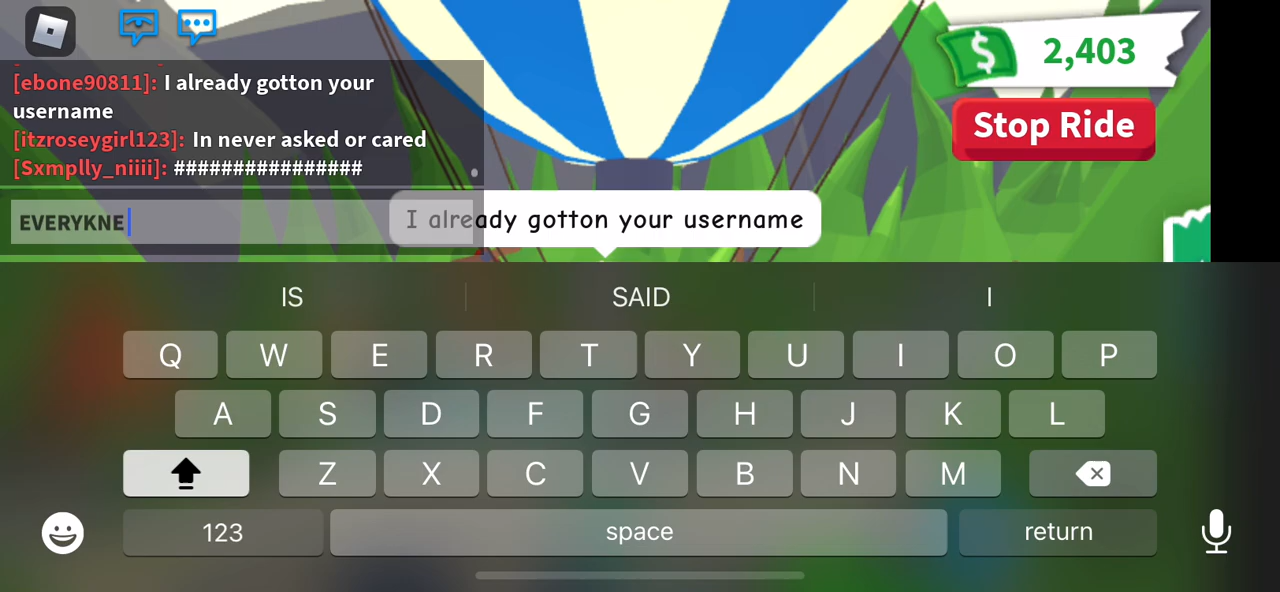 2,403
Stop Ride
[ebone90811]: I already gotton your
username
[itzroseygirl123]: In never asked or cared
[Sxmplly_niiii]: ################
EVERYKNE
I already gotton your username
IS SAID I
Q W E R T Y U I O P
A S D F G H J K L
Z X C V B N M
123 space return